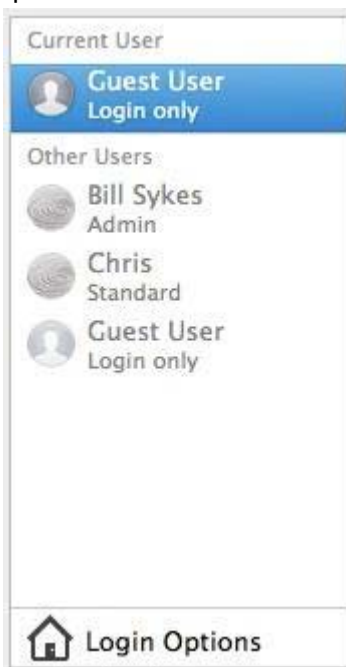 Current User
Guest User
Login only
Other Users
Bill Sykes
Admin
Chris
Standard
Guest User
Login only
Login Options